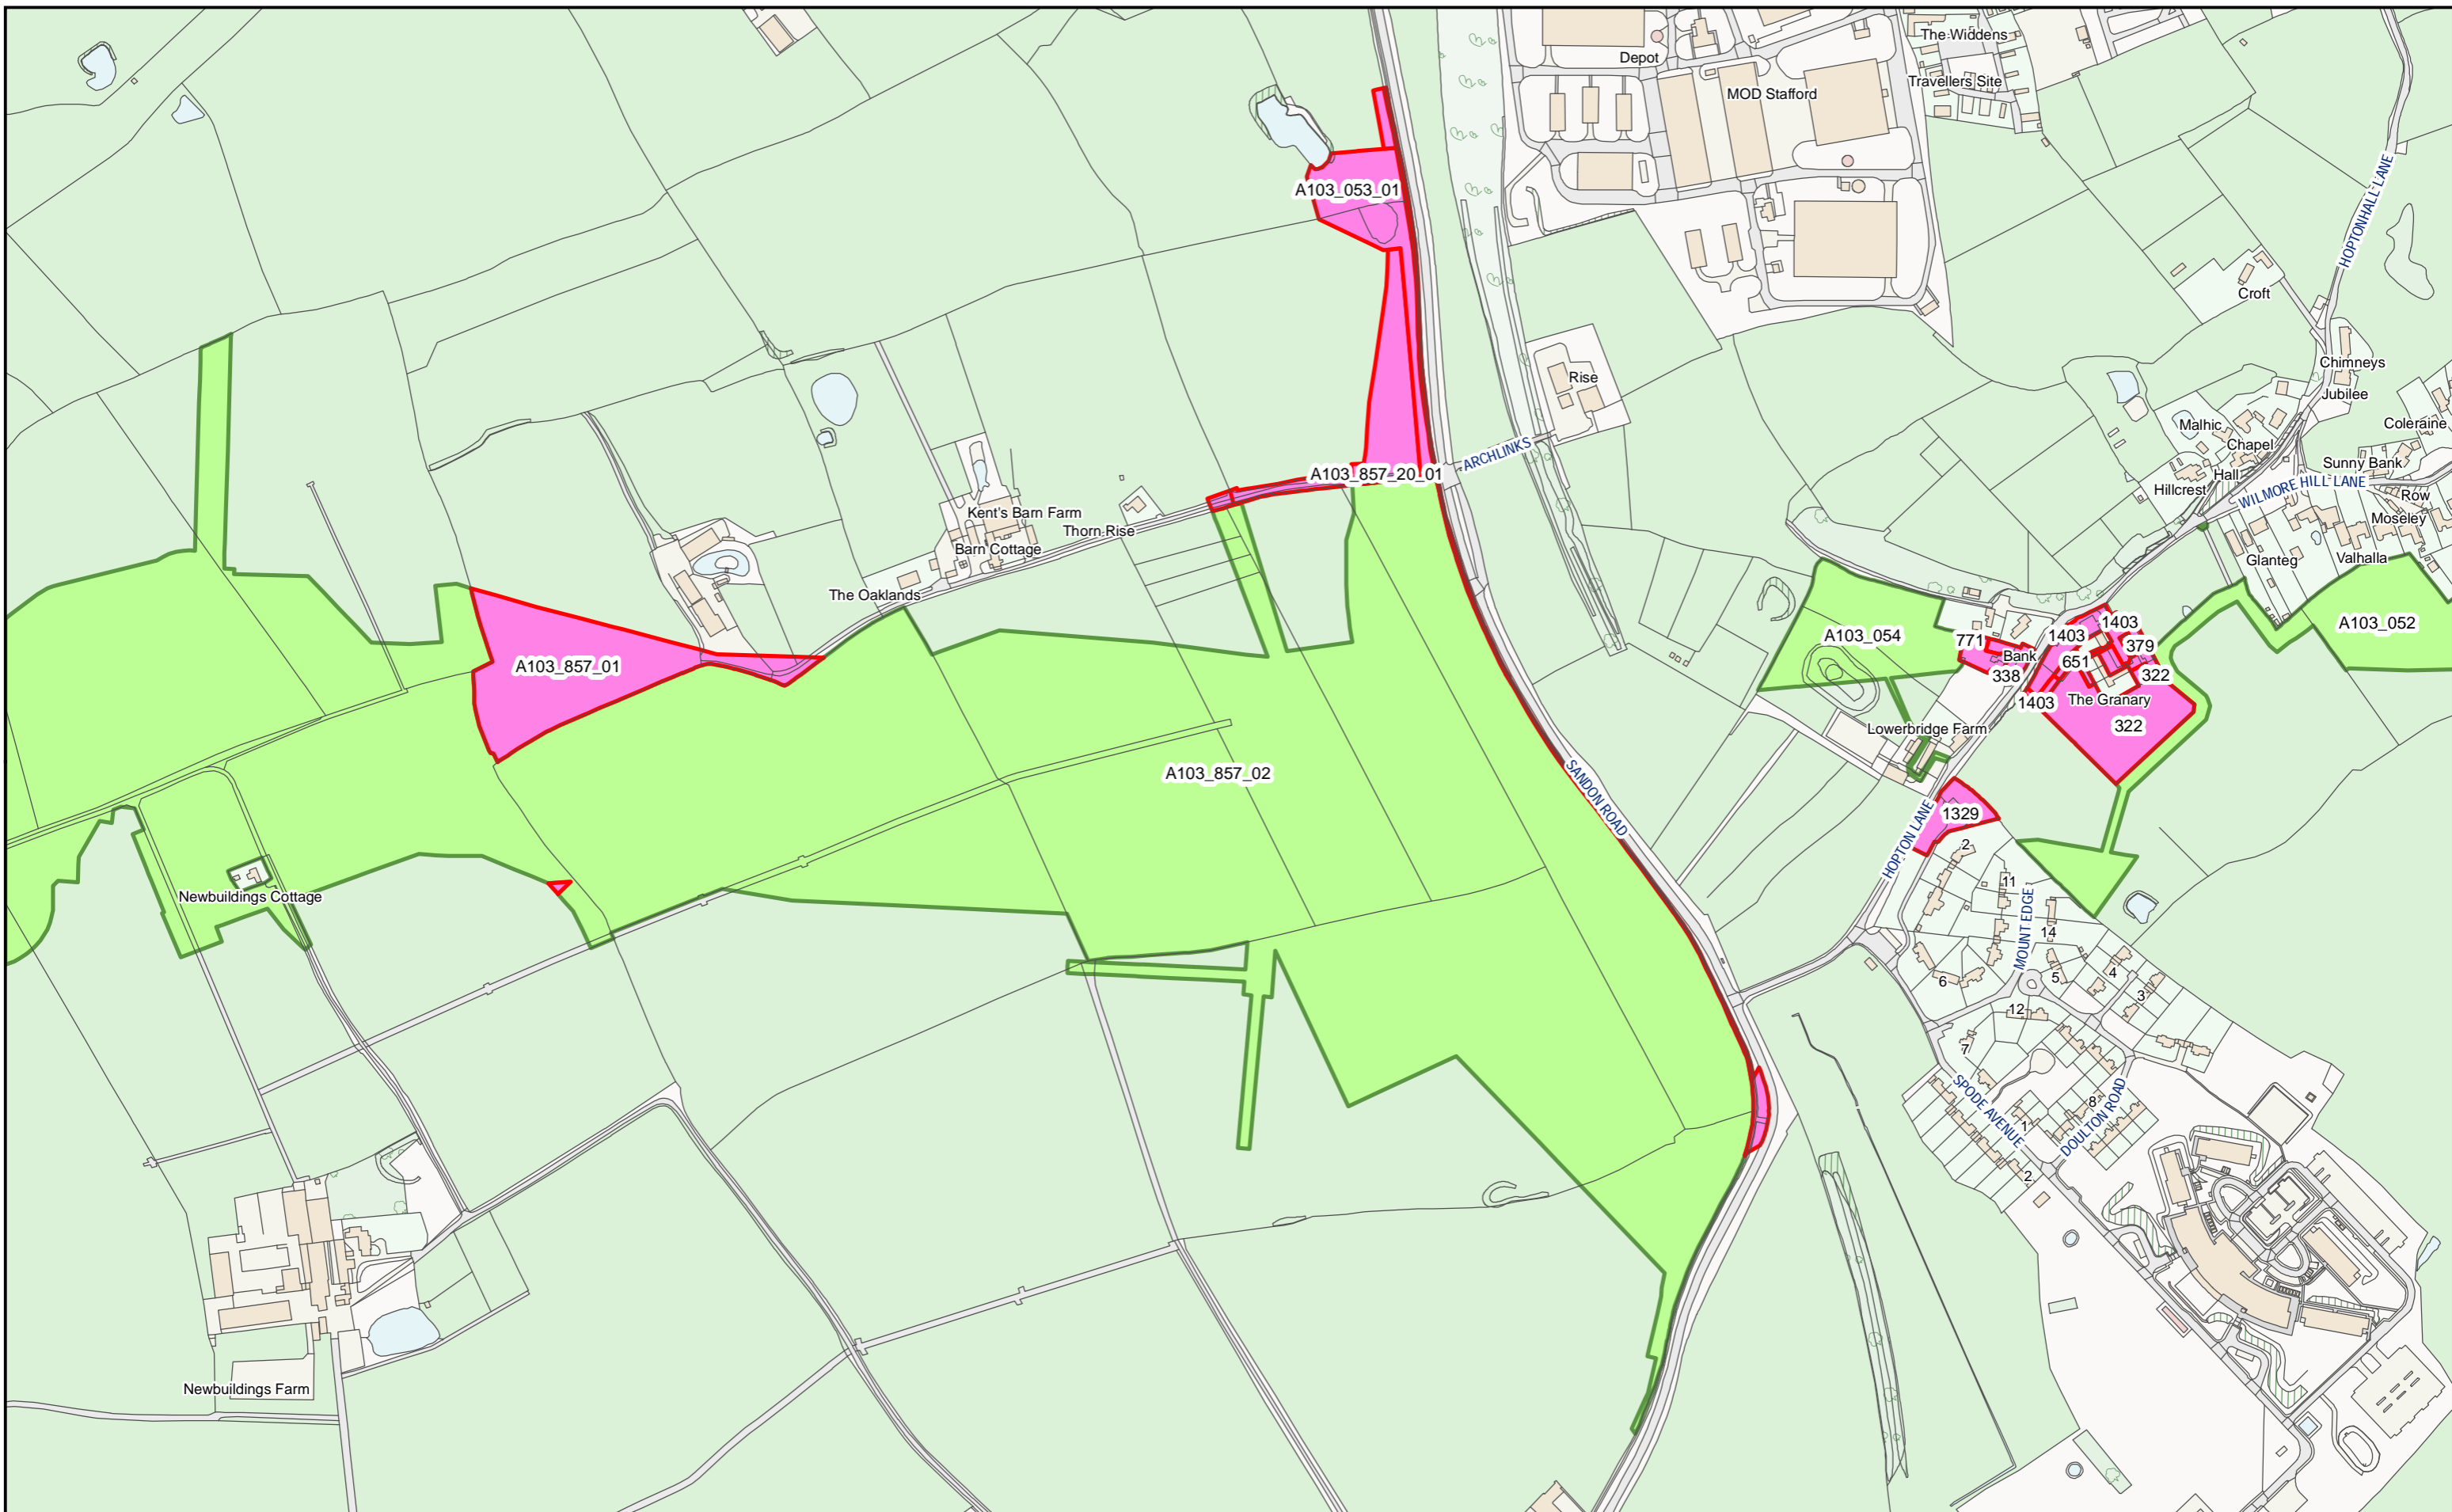 The Widdens
Depot
Travellers Site
MOD Stafford
HOPTONHALL LANE
A103_053_01
Croft
Chimneys
Rise
Jubilee
Malhic
Coleraine
Chapel
ARCHLINKS
Sunny Bank
A103_857_20_01
Hall
WILMORE HILL LANE
Hillcrest
Row
Kent's Barn Farm
Moseley
Thorn Rise
Barn Cottage
Glanteg
Valhalla
The Oaklands
A103_052
A103_054
1403
1403
771
379
Bank
651
A103_857_01
338
322
The Granary
1403
322
Lowerbridge Farm
A103_857_02
SANDON ROAD
1329
HOPTON LANE
2
11
Newbuildings Cottage
MOUNT EDGE
14
4
6
5
3
12
7
SPODE AVENUE
8
DOULTON ROAD
1
2
Newbuildings Farm